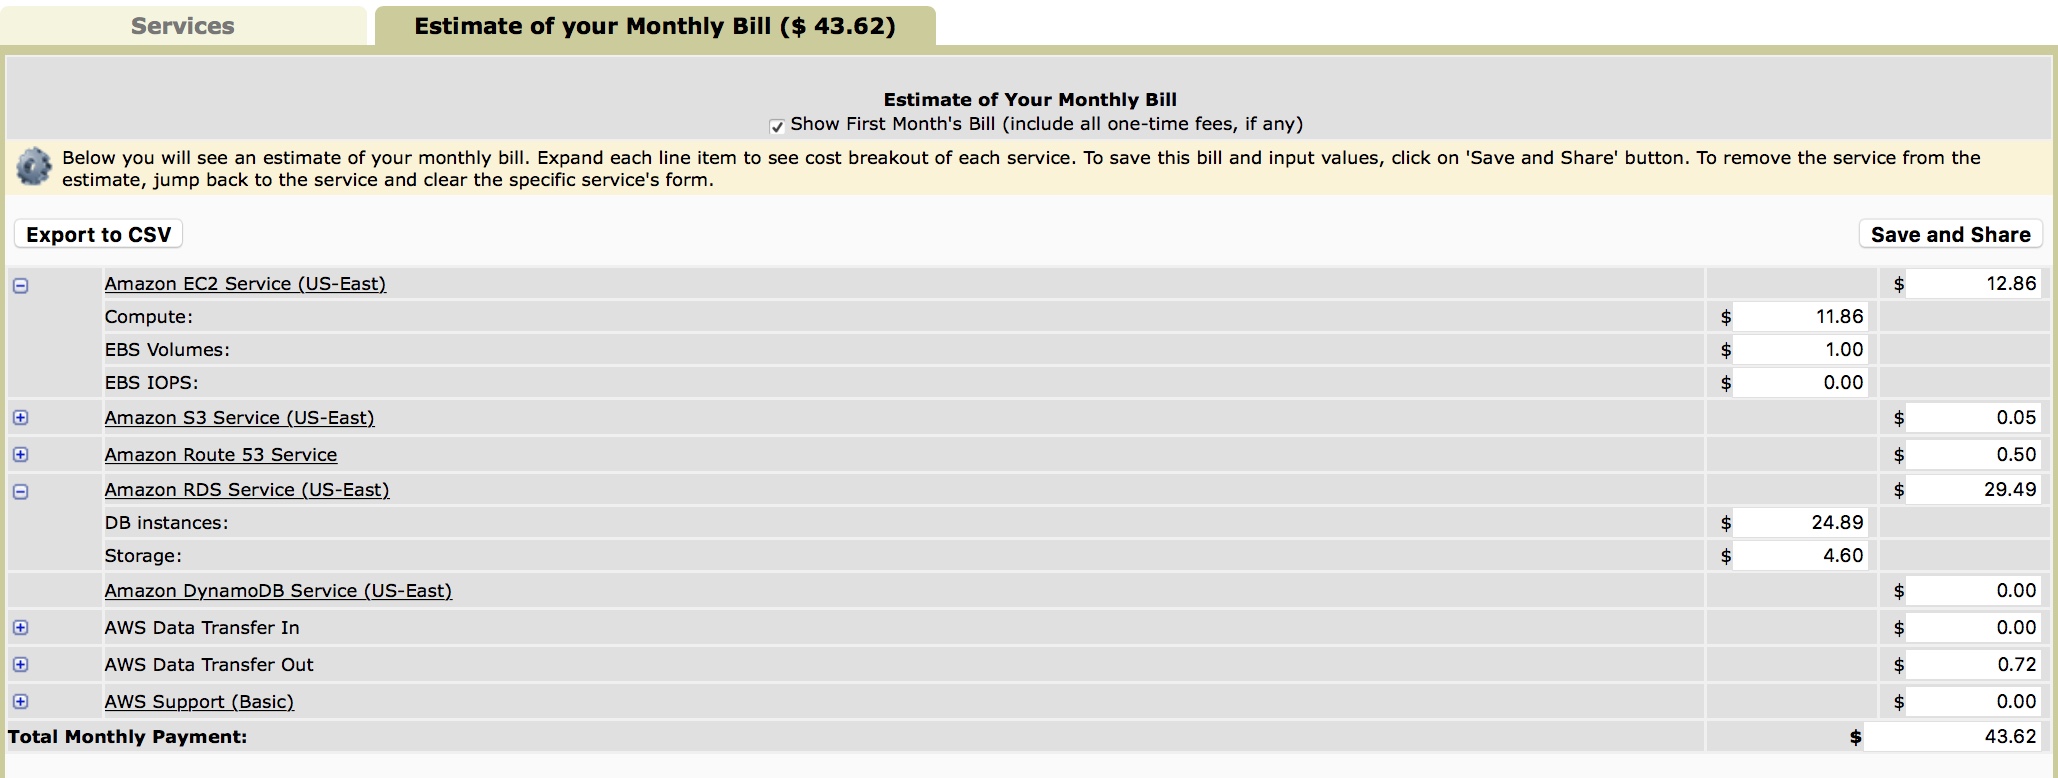 Services
Estimate of your Monthly Bill ($ 43.62)
Estimate of Your Monthly Bill
Show First Month's Bill (include all one-time fees, if any)
Below you will see an estimate of your monthly bill. Expand each line item to see cost breakout of each service. To save this bill and input values, click on 'Save and Share' button. To remove the service from the
estimate, jump back to the service and clear the specific service's form.
Export to CSV
Save and Share
Amazon EC2 Service (US-East) $ 12.86
Compute: $ 11.86
EBS Volumes: $ 1.00
EBS IOPS: $ 0.00
Amazon S3 Service (US-East) $ 0.05
Amazon Route 53 Service $ 0.50
Amazon RDS Service (US-East) $ 29.49
DB instances: $ 24.89
Storage: $ 4.60
Amazon DynamoDB Service (US-East) $ 0.00
AWS Data Transfer In $ 0.00
AWS Data Transfer Out $ 0.72
AWS Support (Basic) $ 0.00
Total Monthly Payment: $ 43.62